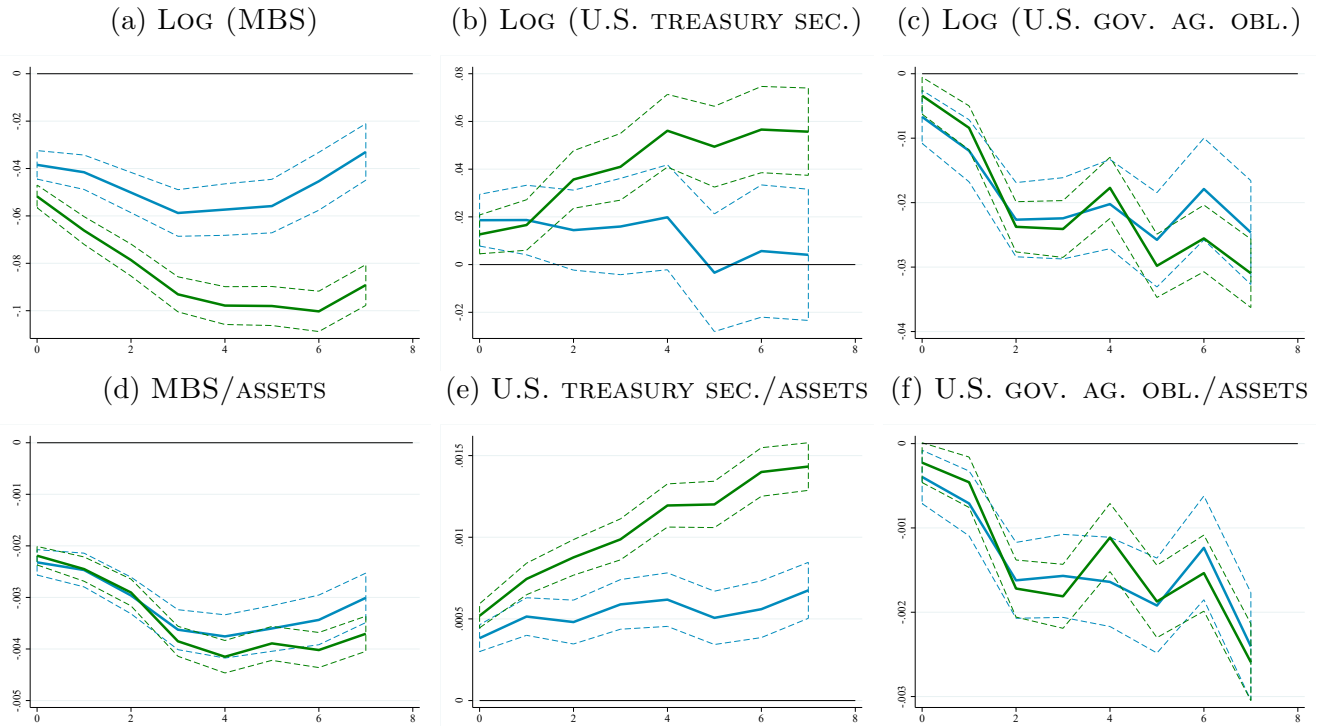 (a) LOG (MBS)
(b) LOG (U.S. TREASURY SEC.)
(c) LOG (U.S. GOV. AG. OBL.)
0
-.02
-.04
-.06
-.08
-.1
0 2 4 6 8
.08
.06
.04
.02
0
-.02
0 2 4 6 8
0
-.01
-.02
-.03
-.04
0 2 4 6 8
(d) MBS/ASSETS
(e) U.S. TREASURY SEC./ASSETS
(f) U.S. GOV. AG. OBL./ASSETS
0
-.001
-.002
-.003
-.004
-.005
0 2 4 6 8
.0015
.001
.0005
0
0 2 4 6 8
0
-.001
-.002
-.003
0 2 4 6 8